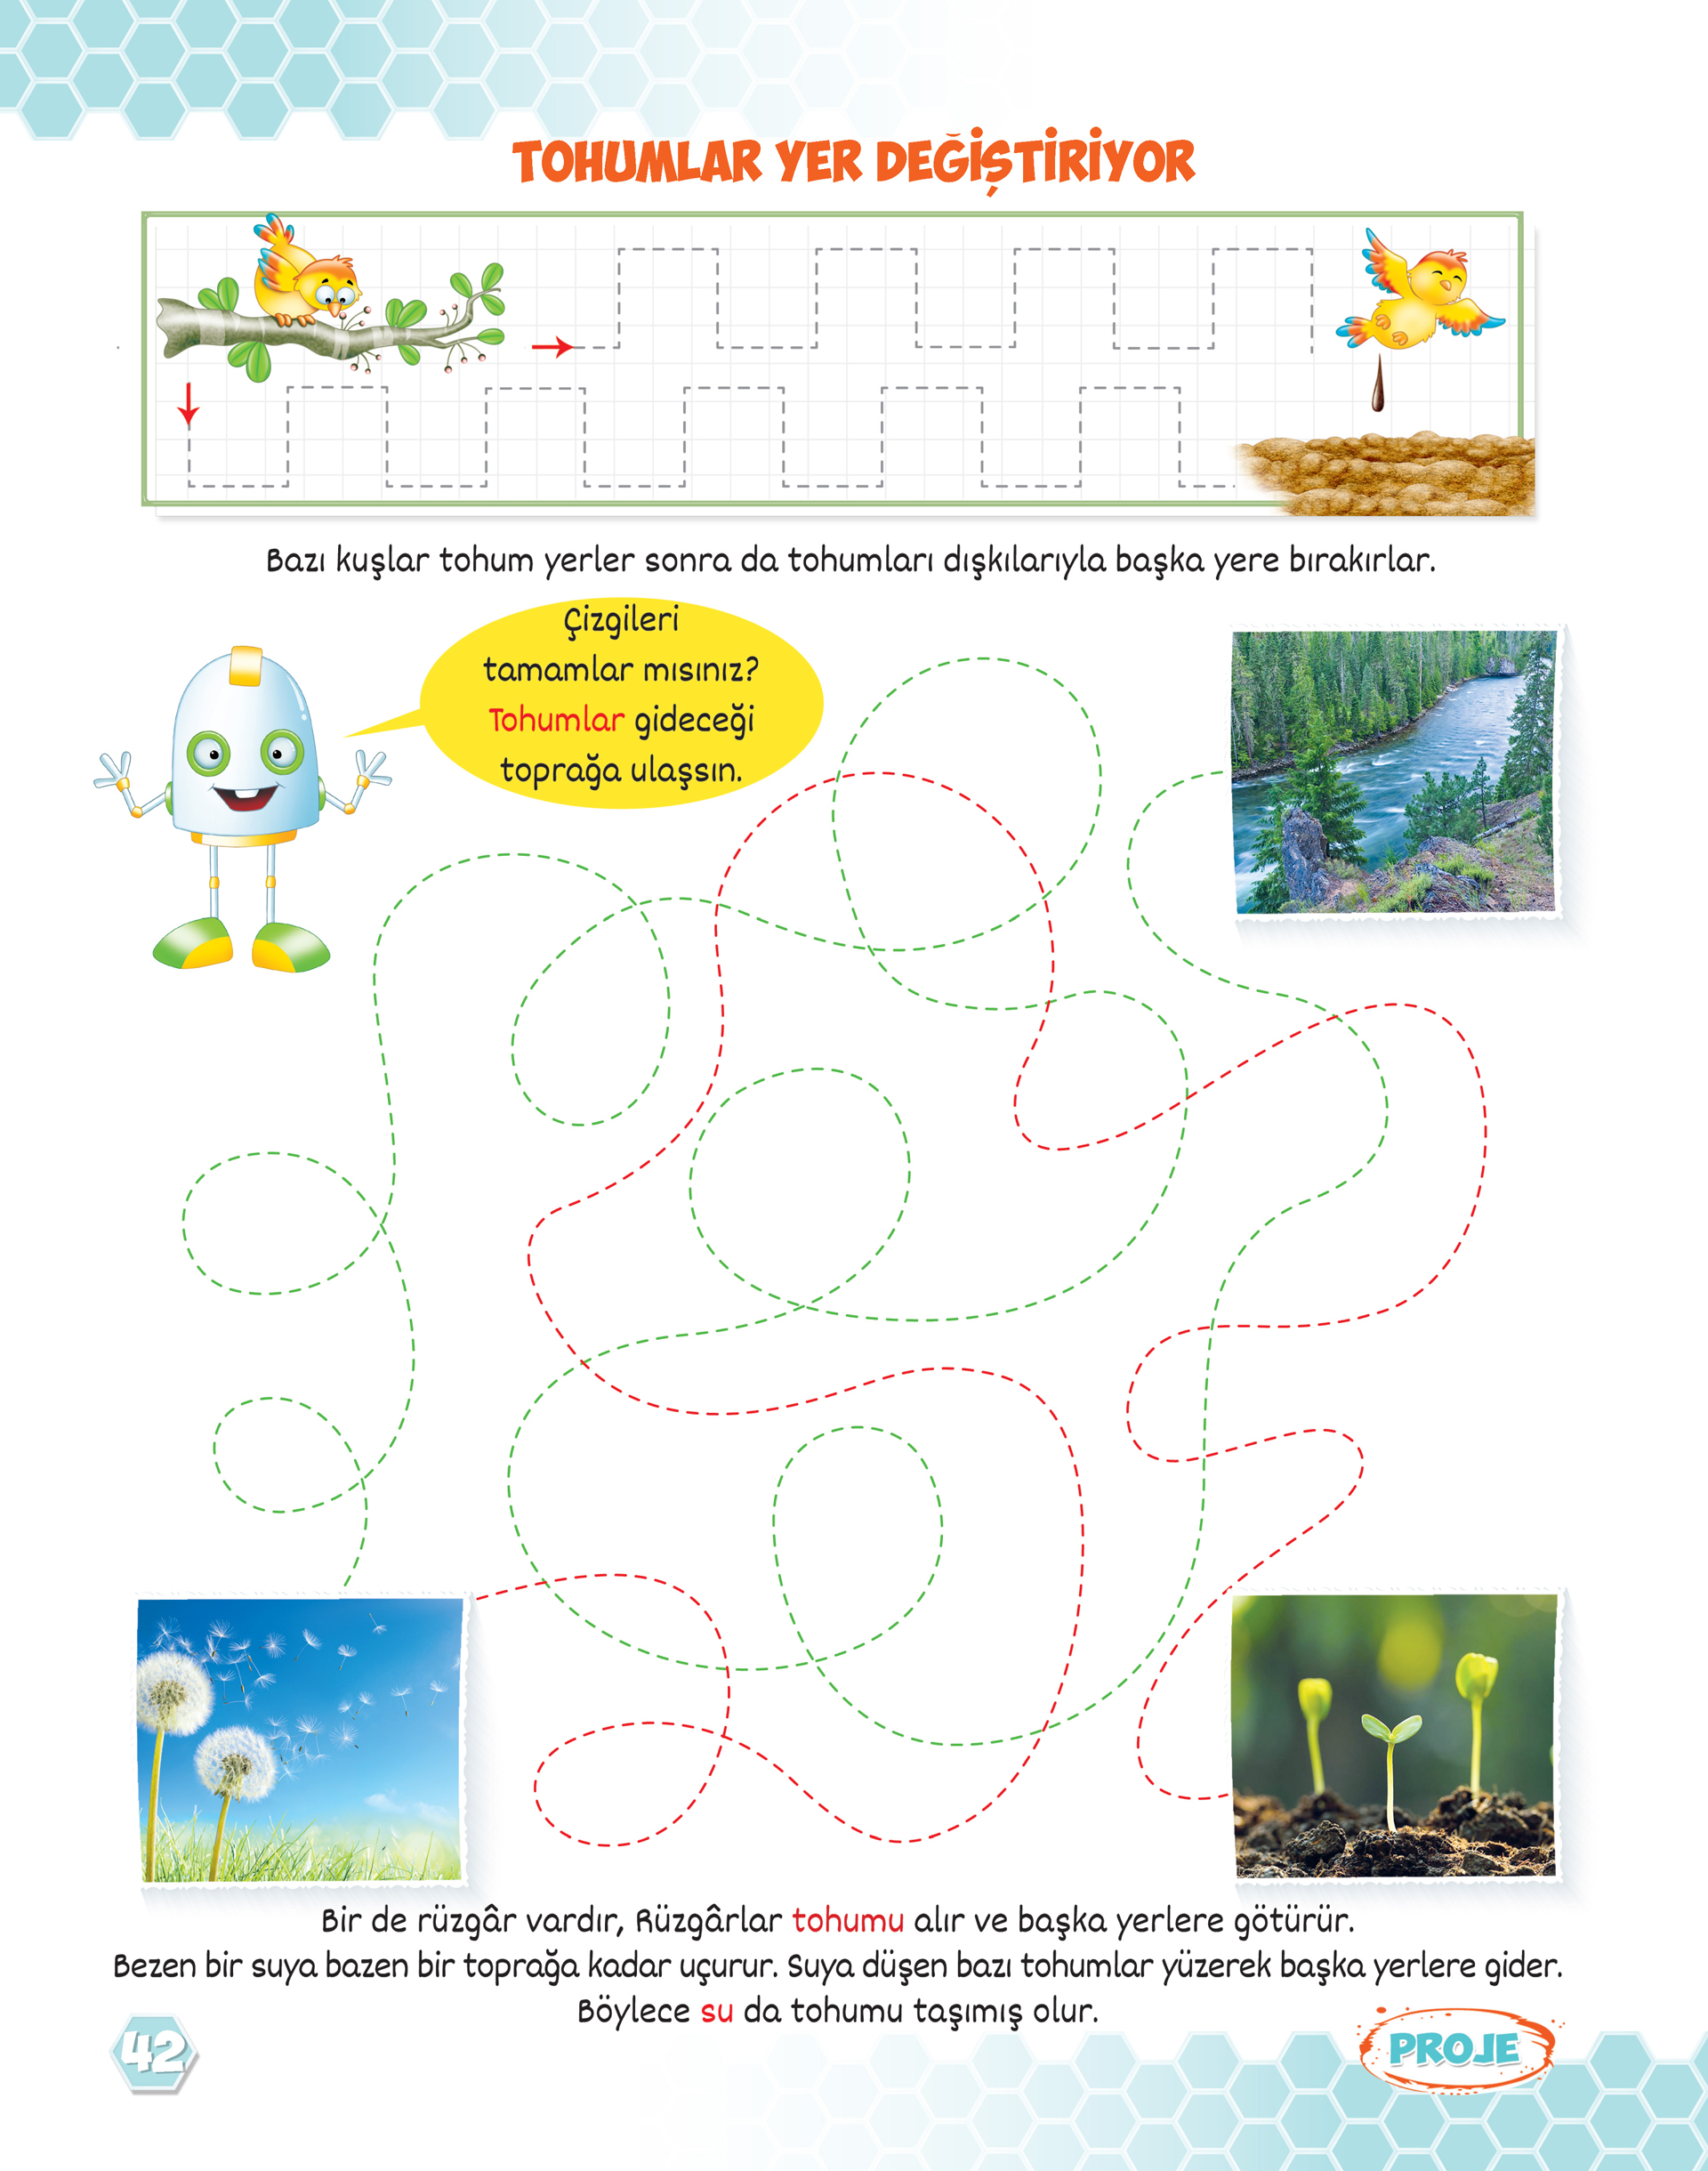 TOHUMLAR YER DEĞİŞTİRİYOR
Bazı kuşlar tohum yerler sonra da tohumları dışkılarıyla başka yere bırakırlar.
Çizgileri
tamamlar mısınız?
Tohumlar gideceği
toprağa ulaşsın.
Bir de rüzgâr vardır, Rüzgârlar tohumu alır ve başka yerlere götürür.
Bezen bir suya bazen bir toprağa kadar uçurur. Suya düşen bazı tohumlar yüzerek başka yerlere gider.
Böylece su da tohumu taşımış olur.
42
PROJE